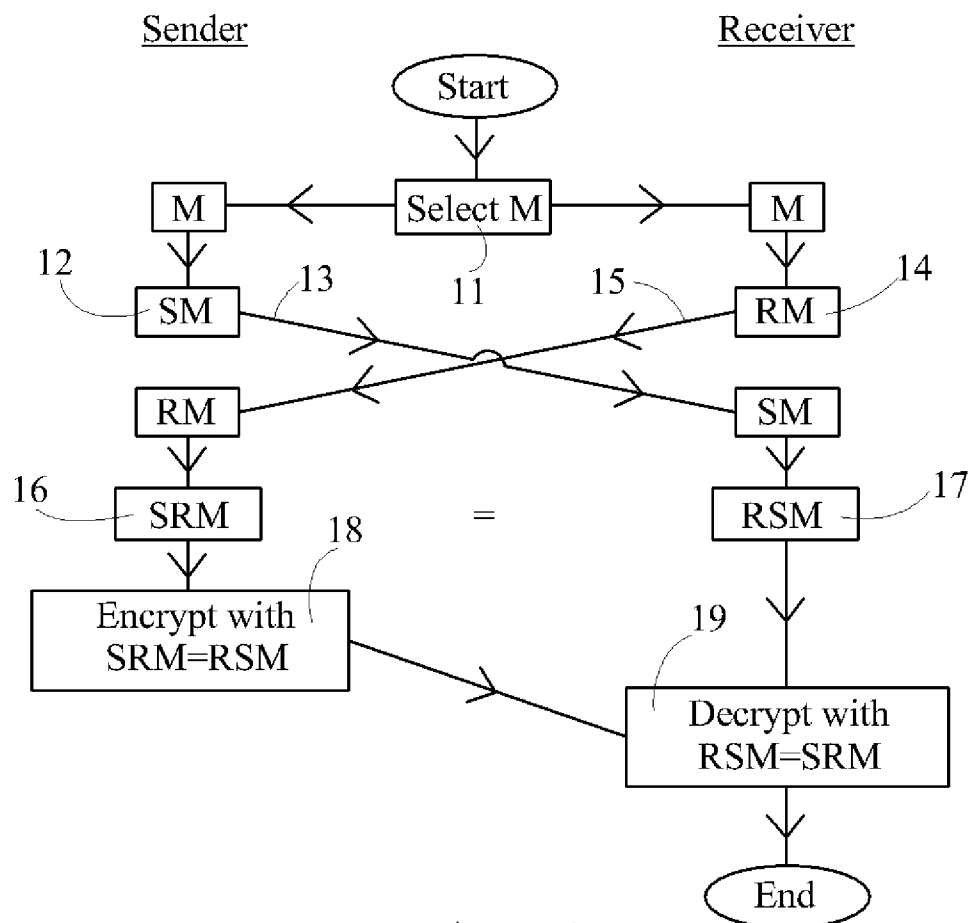 Sender
Receiver
Start
M
Select M
M
12
13
11
15
14
SM
RM
RM
SM
16
17
SRM
=
RSM
18
Encrypt with
SRM=RSM
19
Decrypt with
RSM=SRM
End